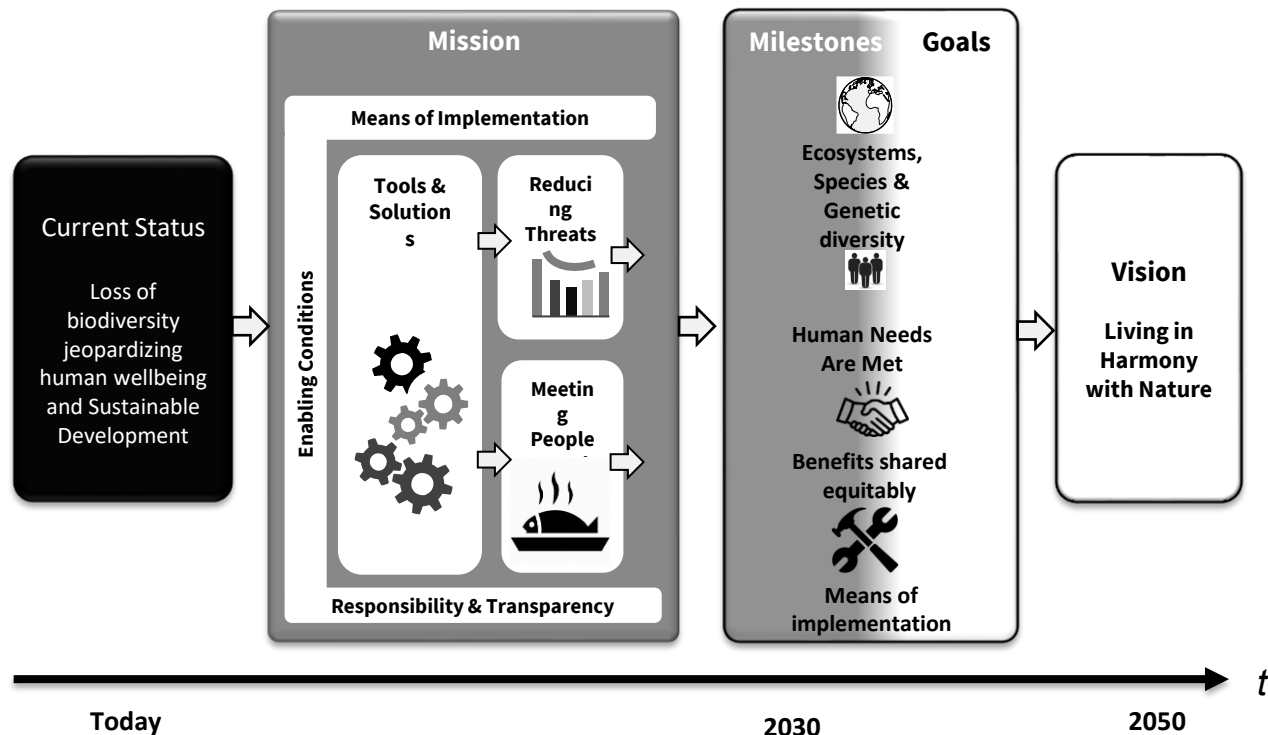 Current Status
Loss of
biodiversity
jeopardizing
human wellbeing
and Sustainable
Development
Mission
Means of Implementation
Enabling Conditions
Tools &
Solution
s
Reduci
ng
Threats
Meetin
g
People
Responsibility & Transparency
Milestones Goals
Ecosystems,
Species &
Genetic
diversity
Human Needs
Are Met
Benefits shared
equitably
Means of
implementation
Vision
Living in
Harmony
with Nature
t
Today
2030
2050